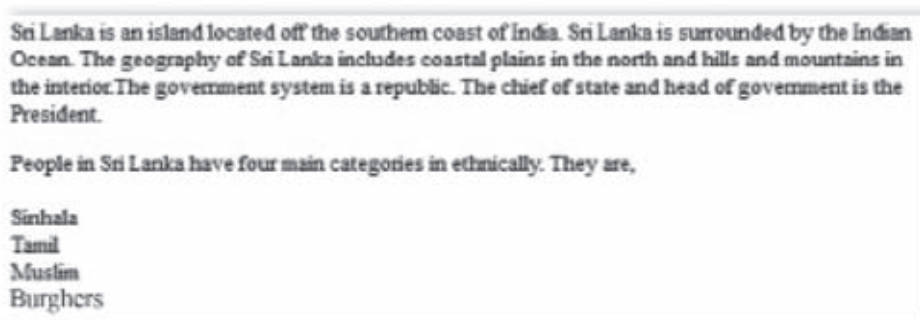 Sri Lanka is an island located off the southern coast of India. Sri Lanka is surrounded by the Indian
Ocean. The geography of Sri Lanka includes coastal plains in the north and hills and mountains in
the interior.The government system is a republic. The chief of state and head of government is the
President.
People in Sri Lanka have four main categories in ethnically. They are,
Sinhala
Tamil
Muslim
Burghers